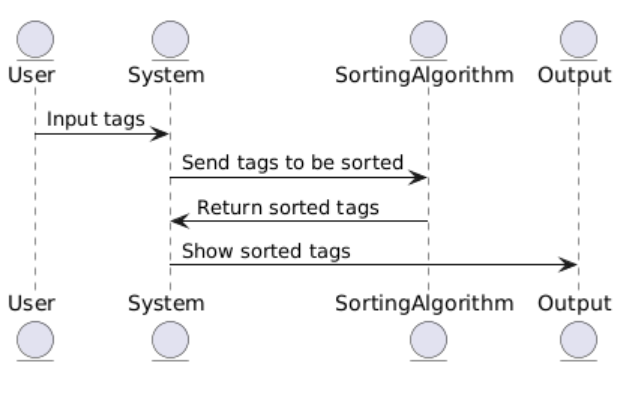 User System SortingAlgorithm Output
Input tags
Send tags to be sorted
Return sorted tags
Show sorted tags
User System SortingAlgorithm Output